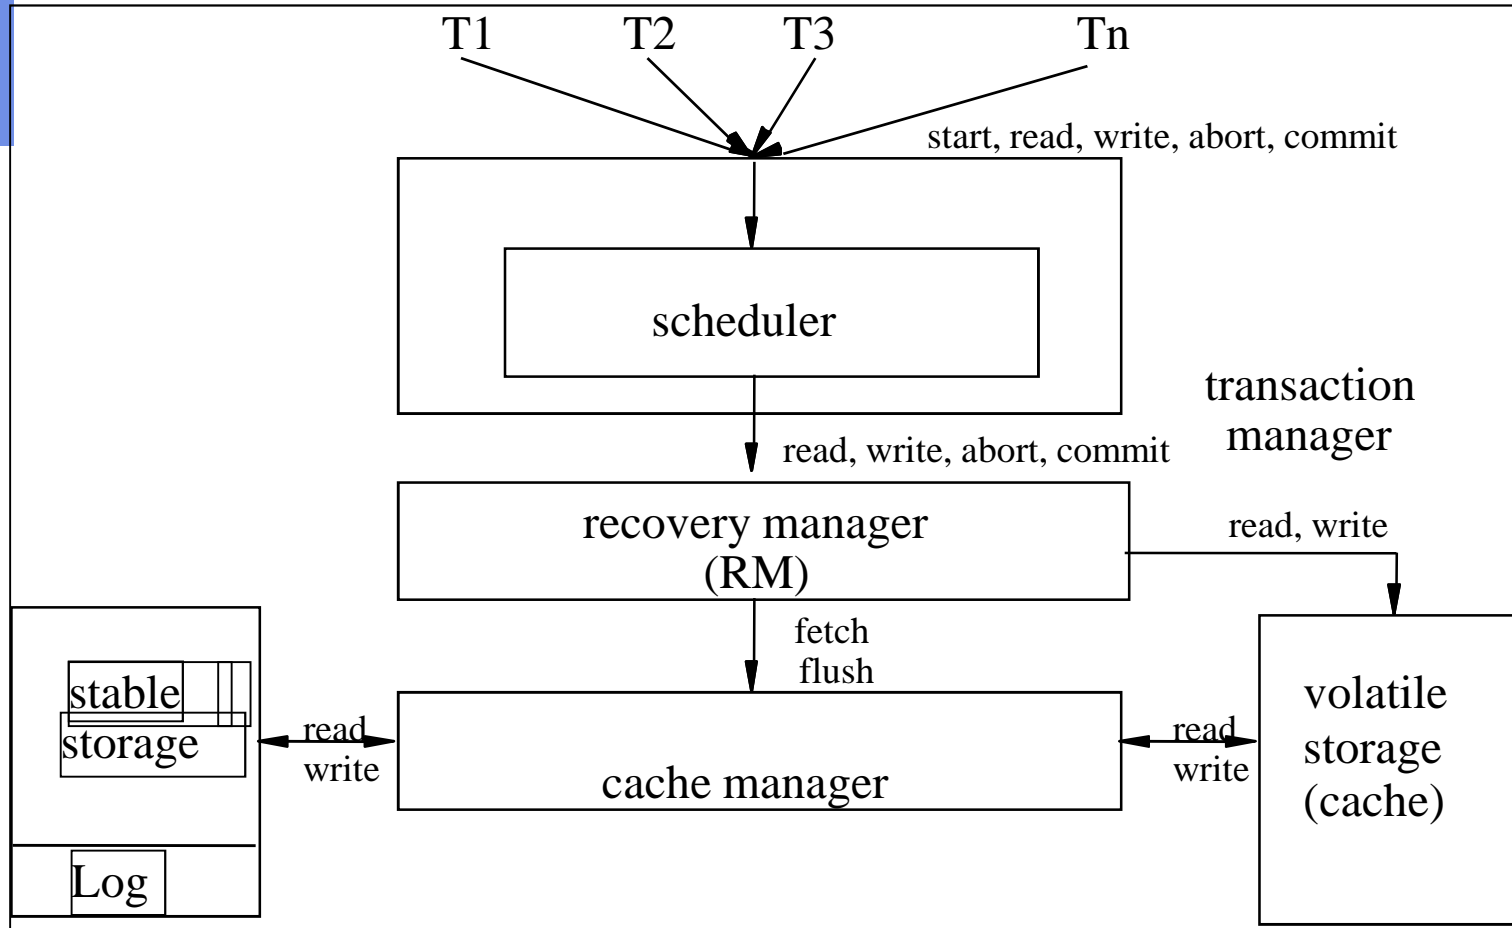 T1 T2 T3 Tn
start, read, write, abort, commit
scheduler
transaction
manager
read, write, abort, commit
recovery manager
(RM)
read, write
fetch
flush
stable
storage
read
write
cache manager
read
write
volatile
storage
(cache)
Log